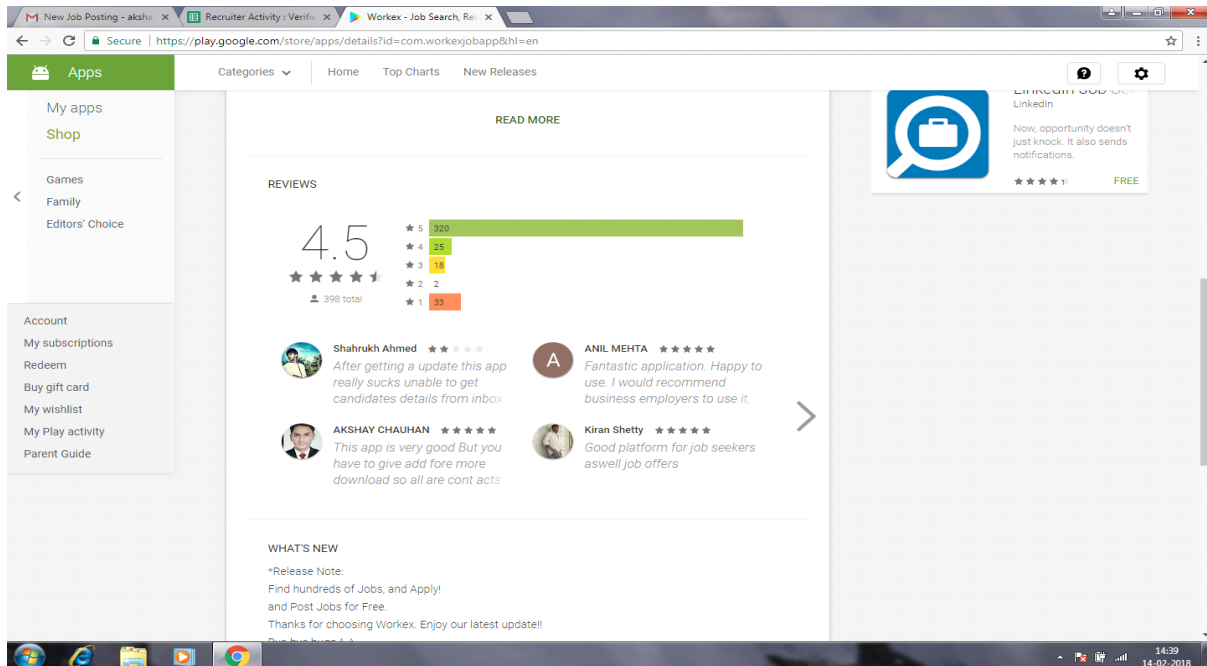 New Job Posting - aksha
Recruiter Activity : Verifie
Workex - Job Search, Rec
Secure | https://play.google.com/store/apps/details?id=com.workexjobapp&hl=en
Apps
Categories
Home
Top Charts
New Releases
My apps
Shop
Games
Family
Editors' Choice
Account
My subscriptions
Redeem
Buy gift card
My wishlist
My Play activity
Parent Guide
READ MORE
REVIEWS
4.5
398 total
5 320
4 25
3 18
2 2
1 33
Shahrukh Ahmed
After getting a update this app
really sucks unable to get
candidates details from inbox
ANIL MEHTA
A
Fantastic application. Happy to
use. I would recommend
business employers to use it,
AKSHAY CHAUHAN
This app is very good But you
have to give add fore more
download so all are cont acts
Kiran Shetty
Good platform for job seekers
aswell job offers
WHAT'S NEW
*Release Note:
Find hundreds of Jobs, and Apply!
and Post Jobs for Free.
Thanks for choosing Workex. Enjoy our latest update!!
LinkedIn Job
LinkedIn
Now, opportunity doesn't
just knock. It also sends
notifications.
FREE
14:39
14-02-2018